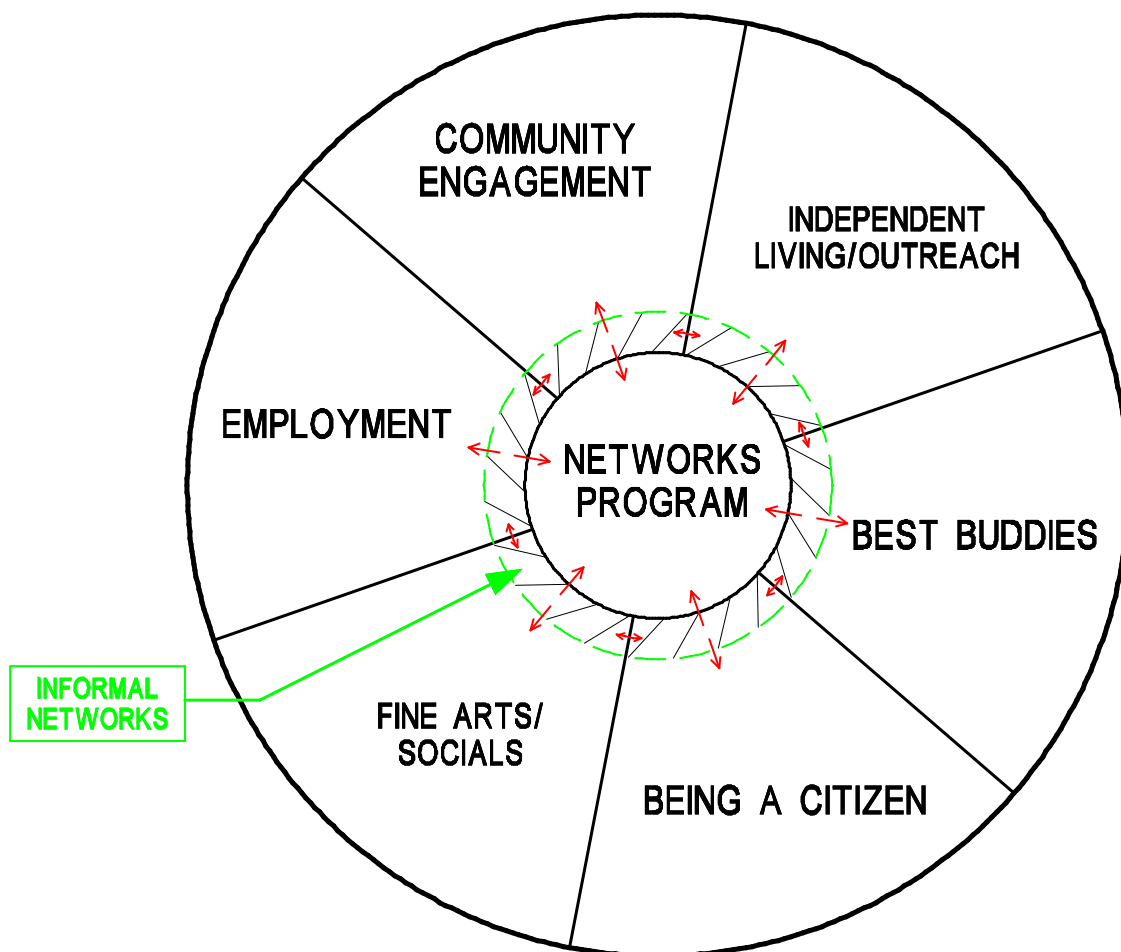 COMMUNITY
ENGAGEMENT
INDEPENDENT
LIVING/OUTREACH
EMPLOYMENT
NETWORKS
PROGRAM
BEST BUDDIES
INFORMAL
NETWORKS
FINE ARTS/
SOCIALS
BEING A CITIZEN